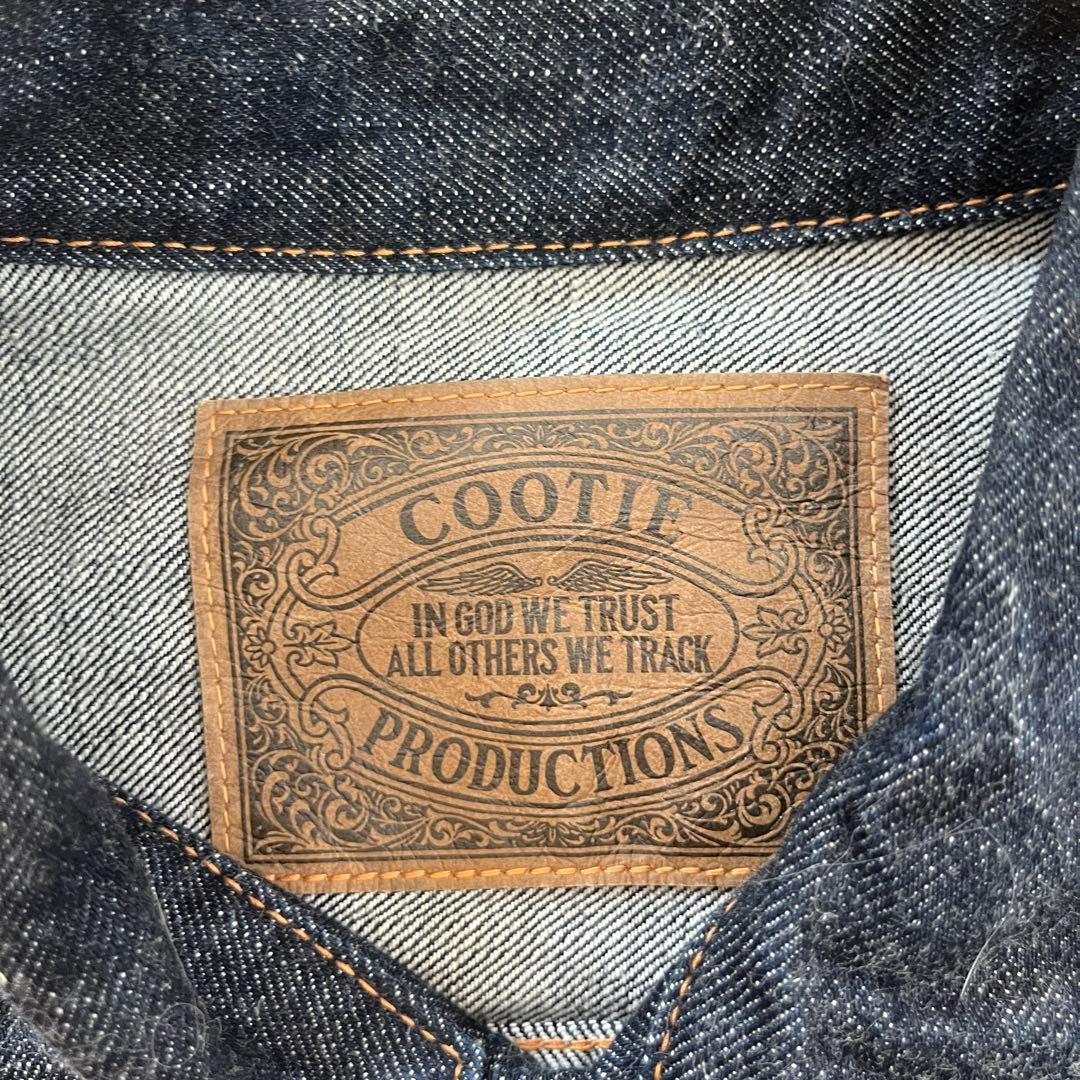 COOTIE
IN GOD WE TRUST
ALL OTHERS WE TRACK
PRODUCTIONS